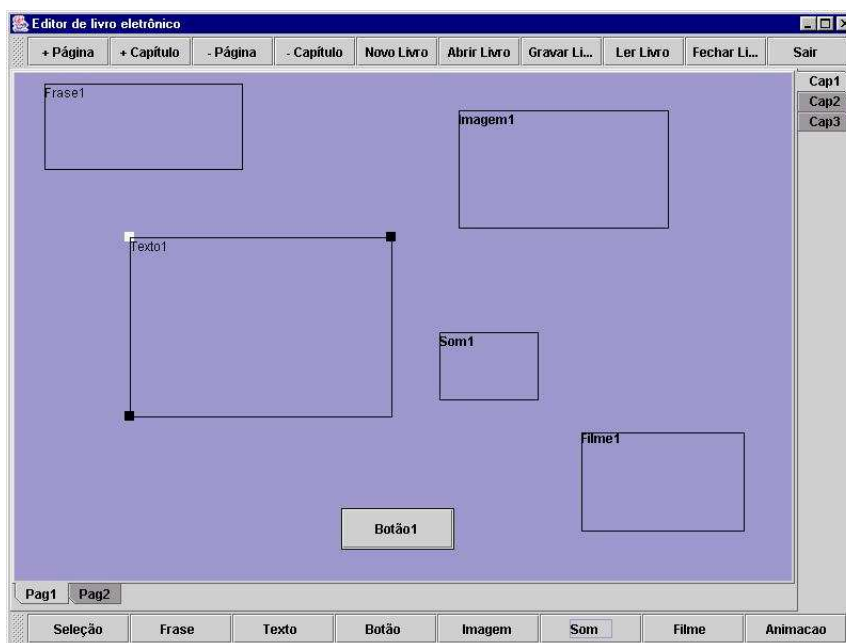 Editor de livro eletrônico
+ Página + Capítulo - Página - Capítulo Novo Livro Abrir Livro Gravar Li... Ler Livro Fechar Li... Sair
Cap1
Cap2
Cap3
Frase1
Imagem1
Texto1
Som1
Filme1
Botão1
Pag1 Pag2
Seleção Frase Texto Botão Imagem Som Filme Animacao